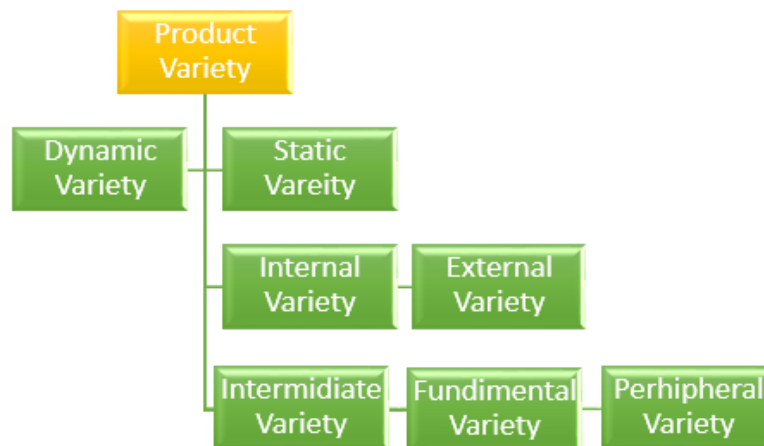 Product
Variety
Dynamic
Variety
Static
Vareity
Internal
Variety
External
Variety
Intermidiate
Variety
Fundimental
Variety
Perhipheral
Variety